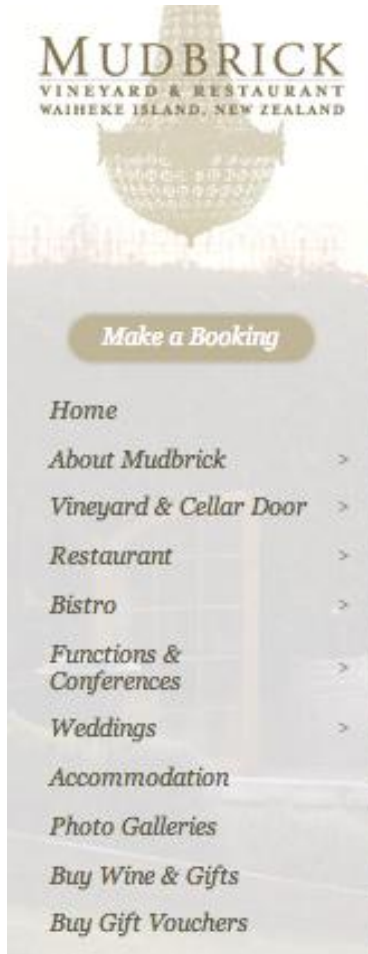 MUDBRICK
VINEYARD & RESTAURANT
WAIHEKE ISLAND, NEW ZEALAND
Make a Booking
Home
About Mudbrick >
Vineyard & Cellar Door >
Restaurant >
Bistro >
Functions &
Conferences >
Weddings >
Accommodation
Photo Galleries
Buy Wine & Gifts
Buy Gift Vouchers